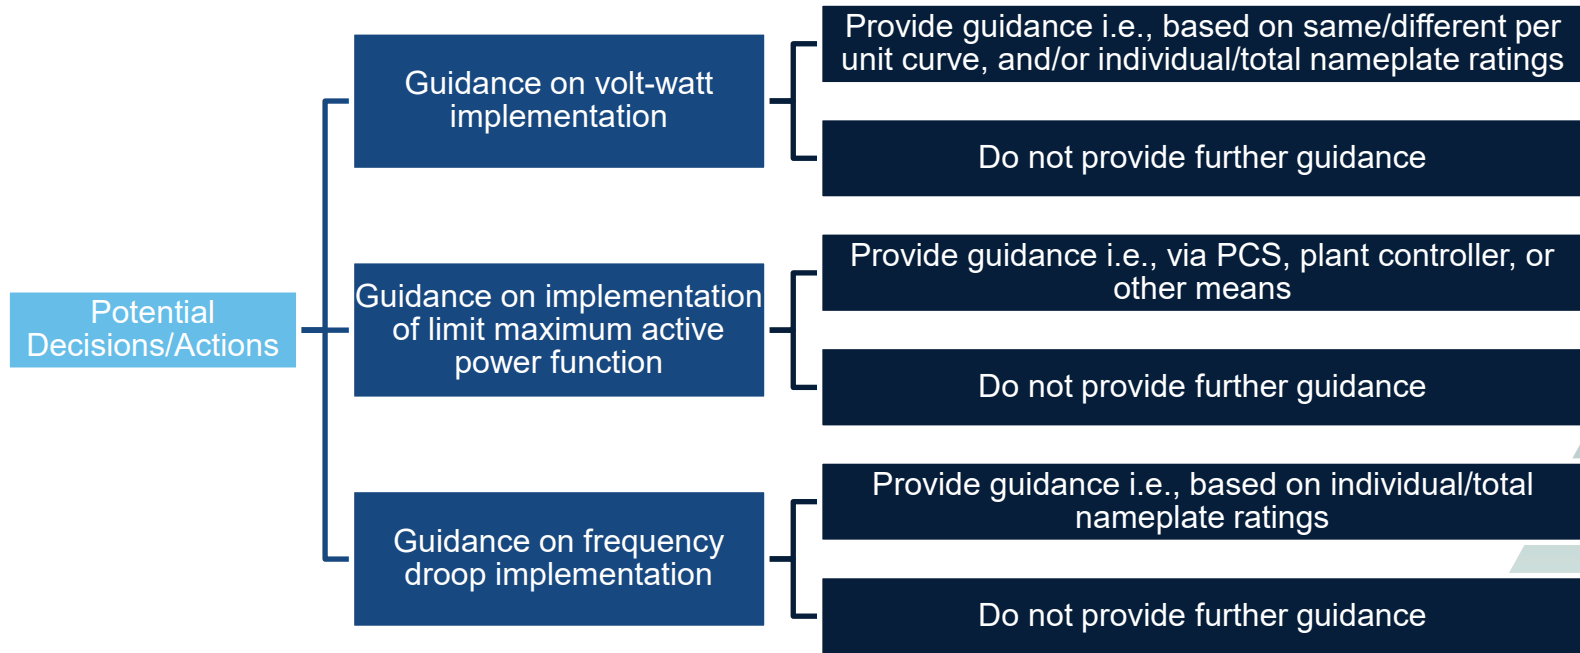 Potential
Decisions/Actions
Guidance on volt-watt
implementation
Provide guidance i.e., based on same/different per
unit curve, and/or individual/total nameplate ratings
Do not provide further guidance
Guidance on implementation
of limit maximum active
power function
Provide guidance i.e., via PCS, plant controller, or
other means
Do not provide further guidance
Guidance on frequency
droop implementation
Provide guidance i.e., based on individual/total
nameplate ratings
Do not provide further guidance